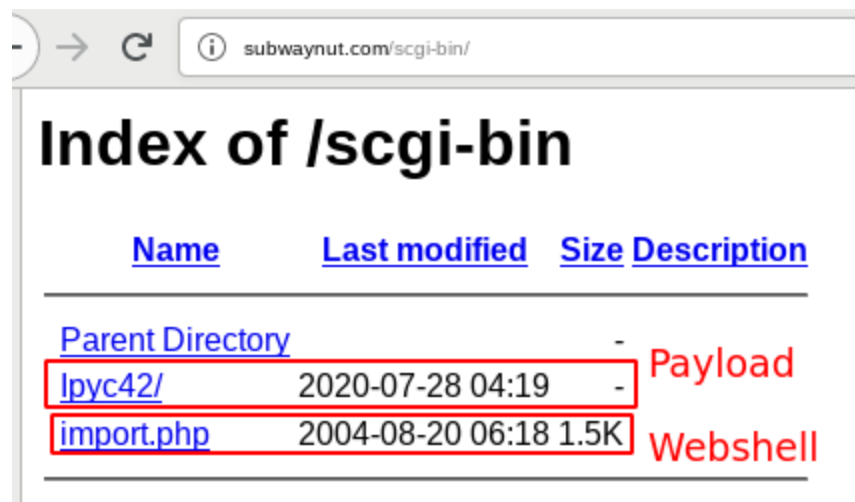 subwaynut.com/scgi-bin/
Index of /scgi-bin
Name Last modified Size Description
Parent Directory -
lpyc42/ 2020-07-28 04:19 - Payload
import.php 2004-08-20 06:18 1.5K Webshell